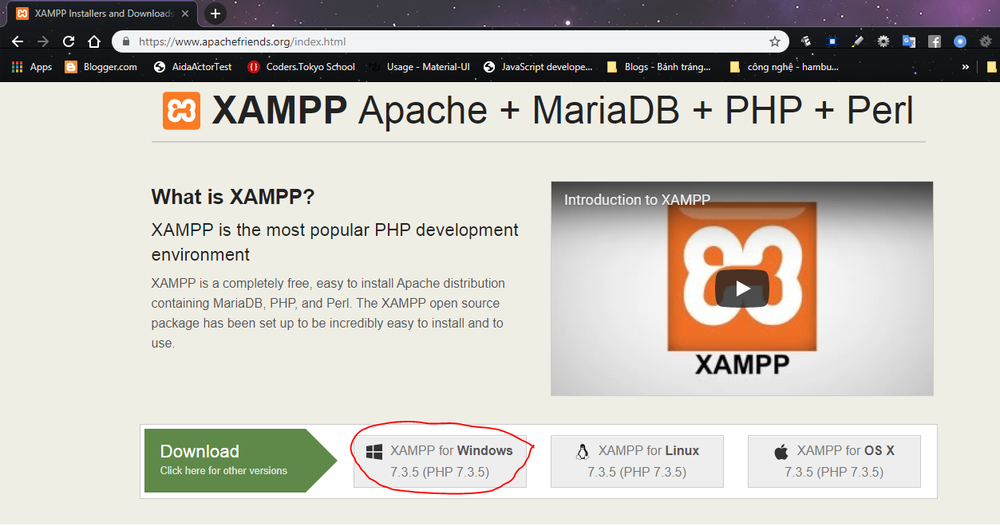 XAMPP Installers and Downloads
https://www.apachefriends.org/index.html
Apps Blogger.com AidaActorTest Coders.Tokyo School Usage - Material-UI JavaScript develope... Blogs - Bánh tráng... công nghệ - hambu... »
XAMPP Apache + MariaDB + PHP + Perl
What is XAMPP?
XAMPP is the most popular PHP development
environment
XAMPP is a completely free, easy to install Apache distribution
containing MariaDB, PHP, and Perl. The XAMPP open source
package has been set up to be incredibly easy to install and to
use.
Introduction to XAMPP
XAMPP
Download
Click here for other versions
XAMPP for Windows
7.3.5 (PHP 7.3.5)
XAMPP for Linux
7.3.5 (PHP 7.3.5)
XAMPP for OS X
7.3.5 (PHP 7.3.5)